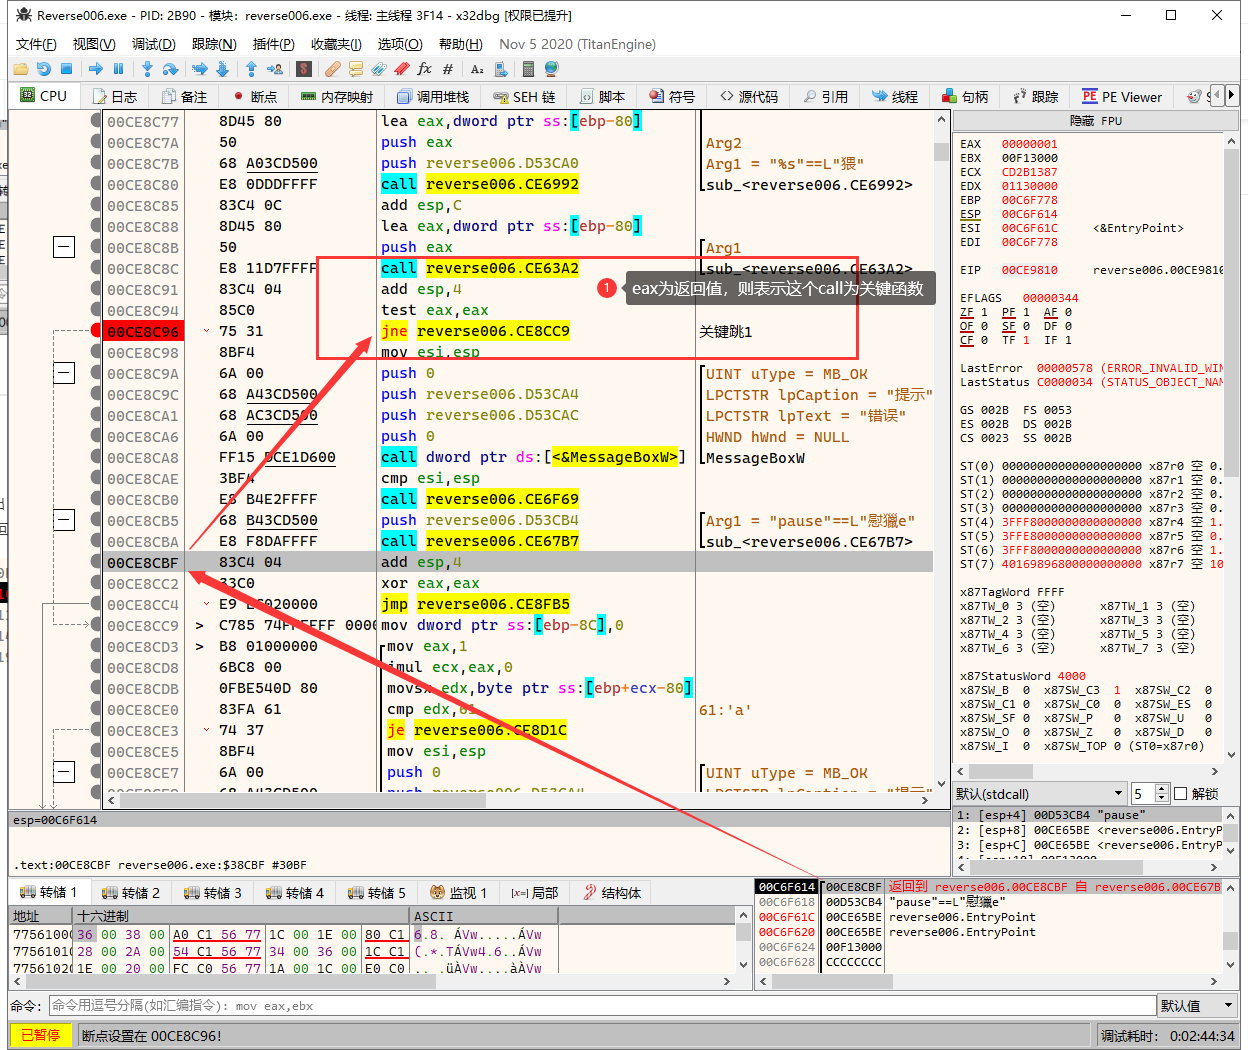 Reverse006.exe - PID: 2B90 - 模块: reverse006.exe - 线程: 主线程 3F14 - x32dbg [权限已提升]
文件(F) 视图(V) 调试(D) 跟踪(N) 插件(P) 收藏夹(I) 选项(O) 帮助(H) Nov 5 2020 (TitanEngine)
CPU 日志 备注 断点 内存映射 调用堆栈 SEH 链 脚本 符号 源代码 引用 线程 句柄 跟踪 PE Viewer
00CE8C77 8D45 80 lea eax,dword ptr ss:[ebp-80]
00CE8C7A 50 push eax Arg2
00CE8C7B 68 A03CD500 push reverse006.D53CA0 Arg1 = "%s"==L"猥"
00CE8C80 E8 0DDDFFFF call reverse006.CE6992 sub_<reverse006.CE6992>
00CE8C85 83C4 0C add esp,C
00CE8C88 8D45 80 lea eax,dword ptr ss:[ebp-80]
00CE8C8B 50 push eax Arg1
00CE8C8C E8 11D7FFFF call reverse006.CE63A2 sub_<reverse006.CE63A2>
00CE8C91 83C4 04 add esp,4
1 eax为返回值，则表示这个call为关键函数
00CE8C94 85C0 test eax,eax
00CE8C96 75 31 jne reverse006.CE8CC9 关键跳1
00CE8C98 8BF4 mov esi,esp
00CE8C9A 6A 00 push 0 UINT uType = MB_OK
00CE8C9C 68 A43CD500 push reverse006.D53CA4 LPCTSTR lpCaption = "提示"
00CE8CA1 68 AC3CD500 push reverse006.D53CAC LPCTSTR lpText = "错误"
00CE8CA6 6A 00 push 0 HWND hWnd = NULL
00CE8CA8 FF15 DCE1D600 call dword ptr ds:[<&MessageBoxW>] MessageBoxW
00CE8CAE 3BF4 cmp esi,esp
00CE8CB0 E8 B4E2FFFF call reverse006.CE6F69
00CE8CB5 68 B43CD500 push reverse006.D53CB4 Arg1 = "pause"==L"慰獵e"
00CE8CBA E8 F8DAFFFF call reverse006.CE67B7 sub_<reverse006.CE67B7>
00CE8CBF 83C4 04 add esp,4
00CE8CC2 33C0 xor eax,eax
00CE8CC4 E9 EC020000 jmp reverse006.CE8FB5
00CE8CC9 > C785 74FFFFFF 0000 mov dword ptr ss:[ebp-8C],0
00CE8CD3 > B8 01000000 mov eax,1
00CE8CD8 6BC8 00 imul ecx,eax,0
00CE8CDB 0FBE540D 80 movsx edx,byte ptr ss:[ebp+ecx-80]
00CE8CE0 83FA 61 cmp edx,61 61:'a'
00CE8CE3 74 37 je reverse006.CE8D1C
00CE8CE5 8BF4 mov esi,esp
00CE8CE7 6A 00 push 0 UINT uType = MB_OK
隐藏 FPU
EAX 00000001
EBX 00F13000
ECX CD2B1387
EDX 01130000
EBP 00C6F778
ESP 00C6F614
ESI 00C6F61C <&EntryPoint>
EDI 00C6F778
EIP 00CE9810 reverse006.00CE9810
EFLAGS 00000344
ZF 1 PF 1 AF 0
OF 0 SF 0 DF 0
CF 0 TF 1 IF 1
LastError 00000578 (ERROR_INVALID_WIN
LastStatus C0000034 (STATUS_OBJECT_NAM
GS 002B FS 0053
ES 002B DS 002B
CS 0023 SS 002B
ST(0) 00000000000000000000 x87r0 空 0.
ST(1) 00000000000000000000 x87r1 空 0.
ST(2) 00000000000000000000 x87r2 空 0.
ST(3) 00000000000000000000 x87r3 空 0.
ST(4) 3FFF8000000000000000 x87r4 空 1.
ST(5) 3FFE8000000000000000 x87r5 空 0.
ST(6) 3FFF8000000000000000 x87r6 空 1.
ST(7) 40169896800000000000 x87r7 空 10
x87TagWord FFFF
x87TW_0 3 (空) x87TW_1 3 (空)
x87TW_2 3 (空) x87TW_3 3 (空)
x87TW_4 3 (空) x87TW_5 3 (空)
x87TW_6 3 (空) x87TW_7 3 (空)
x87StatusWord 4000
x87SW_B 0 x87SW_C3 1 x87SW_C2 0
x87SW_C1 0 x87SW_C0 0 x87SW_ES 0
x87SW_SF 0 x87SW_P 0 x87SW_U 0
x87SW_O 0 x87SW_Z 0 x87SW_D 0
x87SW_I 0 x87SW_TOP 0 (ST0=x87r0)
默认(stdcall) 5 解锁
1: [esp+4] 00D53CB4 "pause"
2: [esp+8] 00CE65BE <reverse006.EntryP
3: [esp+C] 00CE65BE <reverse006.EntryP
esp=00C6F614
.text:00CE8CBF reverse006.exe:$38CBF #30BF
转储 1 转储 2 转储 3 转储 4 转储 5 监视 1 [x=] 局部 结构体
地址 十六进制 ASCII
77561000 36 00 38 00 A0 C1 56 77 1C 00 1E 00 80 C1 6.8. ÁVw.....ÁVw
77561010 28 00 2A 00 54 C1 56 77 34 00 36 00 1C C1 (.*.TÁVw4.6..ÁVw
77561020 1E 00 20 00 FC C0 56 77 1A 00 1C 00 E0 C0 .. .üÀVw....àÀVw
00C6F614 00CE8CBF 返回到 reverse006.00CE8CBF 自 reverse006.00CE67B
00C6F618 00D53CB4 "pause"==L"慰獵e"
00C6F61C 00CE65BE reverse006.EntryPoint
00C6F620 00CE65BE reverse006.EntryPoint
00C6F624 00F13000
00C6F628 CCCCCCCC
命令: 命令用逗号分隔(如汇编指令): mov eax,ebx 默认值
已暂停 断点设置在 00CE8C96! 调试耗时: 0:02:44:34